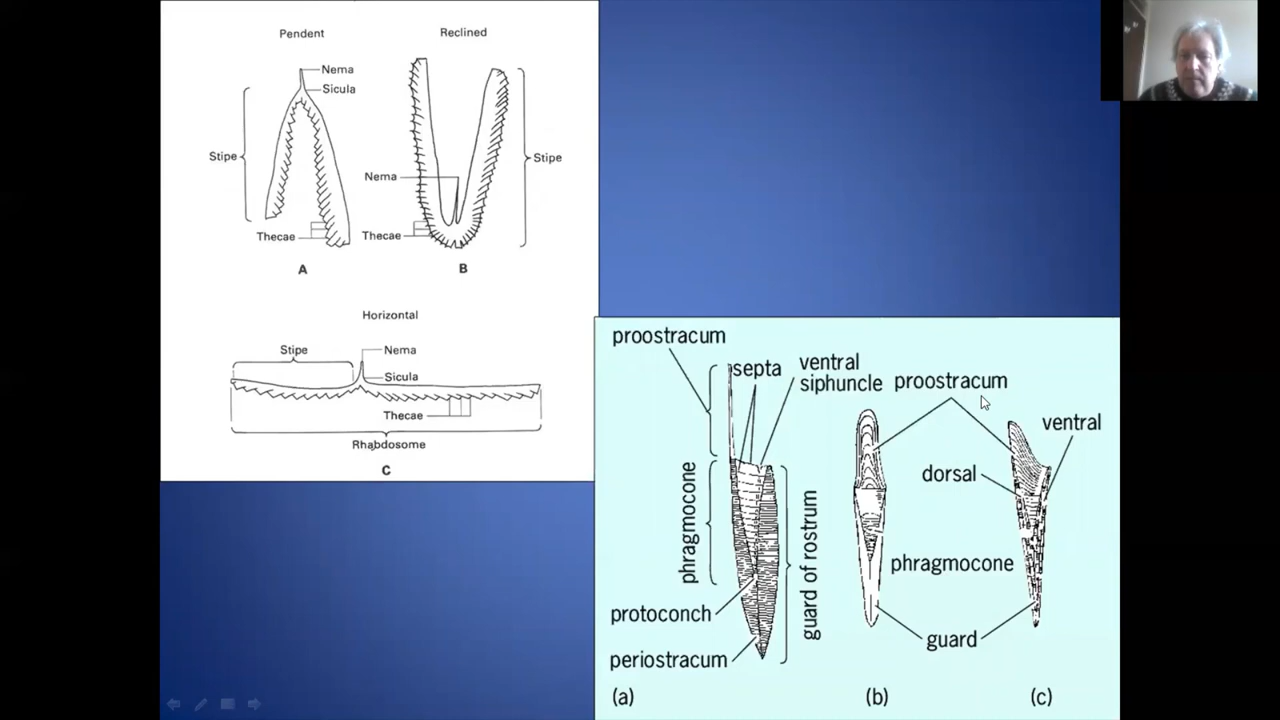 Pendent
Reclined
Nema
Sicula
Stipe
Stipe
Nema
Thecae
Thecae
A
B
Horizontal
Stipe
Nema
Sicula
Thecae
Rhabdosome
C
proostracum
septa
ventral
siphuncle
proostracum
ventral
dorsal
phragmocone
guard of rostrum
phragmocone
protoconch
guard
periostracum
(a)
(b)
(c)